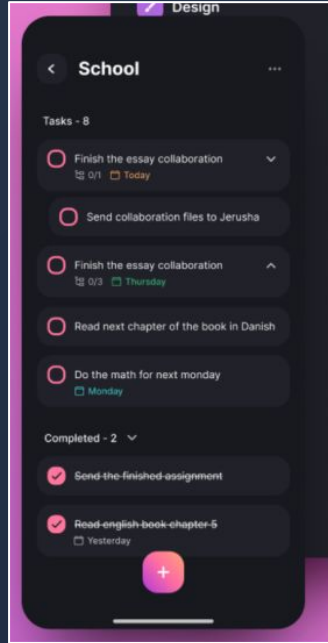 Design
School
Tasks - 8
Finish the essay collaboration
0/1 Today
Send collaboration files to Jerusha
Finish the essay collaboration
0/3 Thursday
Read next chapter of the book in Danish
Do the math for next monday
Monday
Completed - 2
Send the finished assignment
Read english book chapter 5
Yesterday